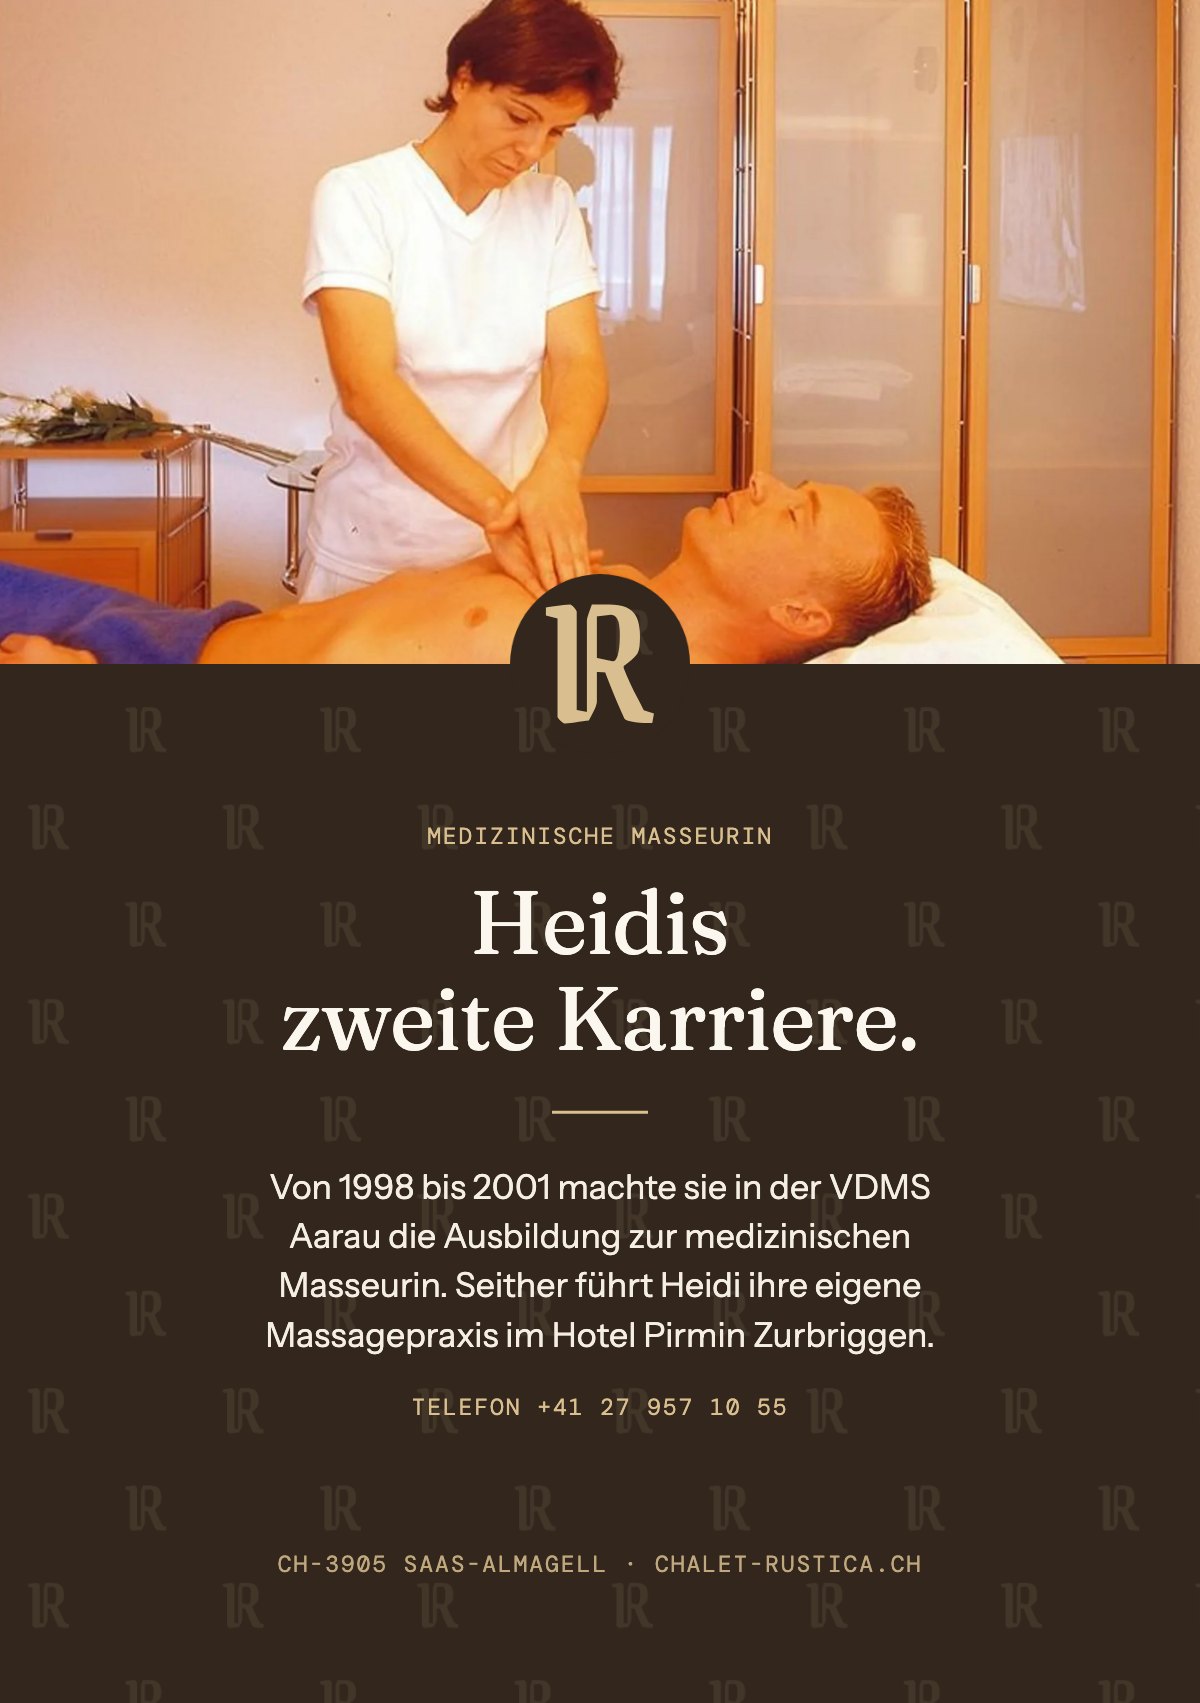 R
MEDIZINISCHE MASSEURIN
Heidis
zweite Karriere.
Von 1998 bis 2001 machte sie in der VDMS
Aarau die Ausbildung zur medizinischen
Masseurin. Seither führt Heidi ihre eigene
Massagepraxis im Hotel Pirmin Zurbriggen.
TELEFON +41 27 957 10 55
CH-3905 SAAS-ALMAGELL · CHALET-RUSTICA.CH